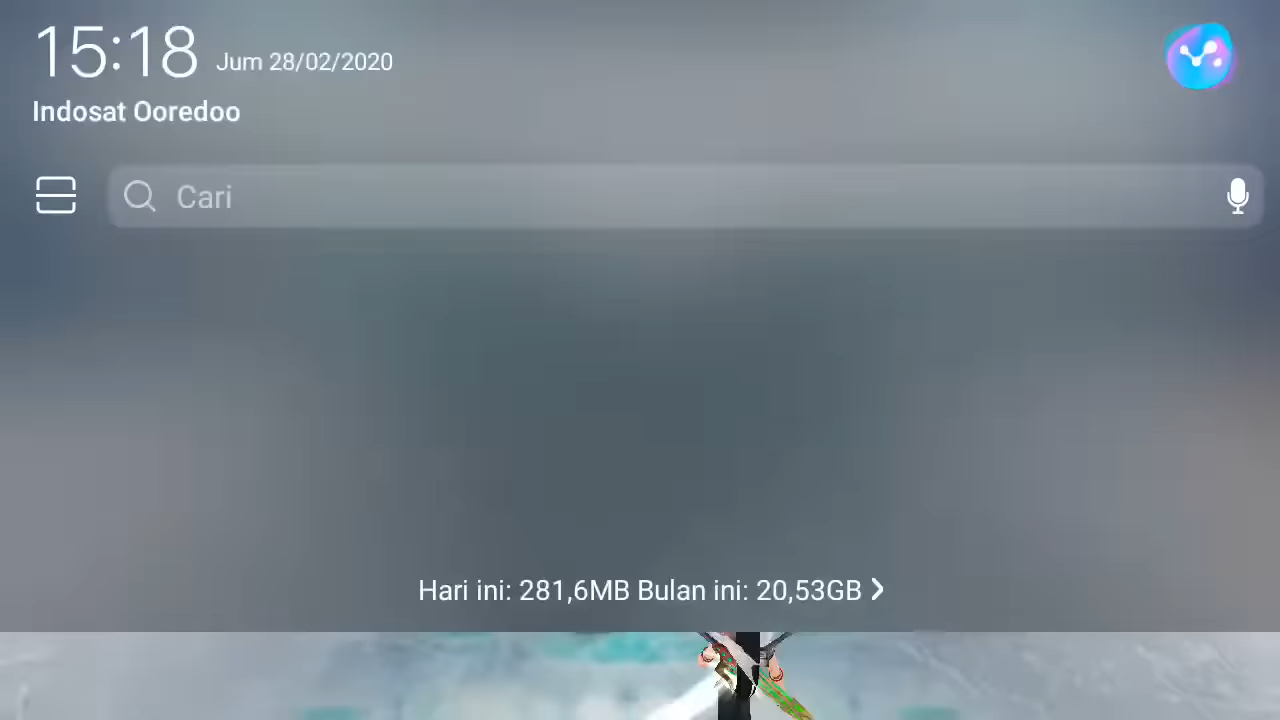 15:18 Jum 28/02/2020
Indosat Ooredoo
Cari
Hari ini: 281,6MB Bulan ini: 20,53GB